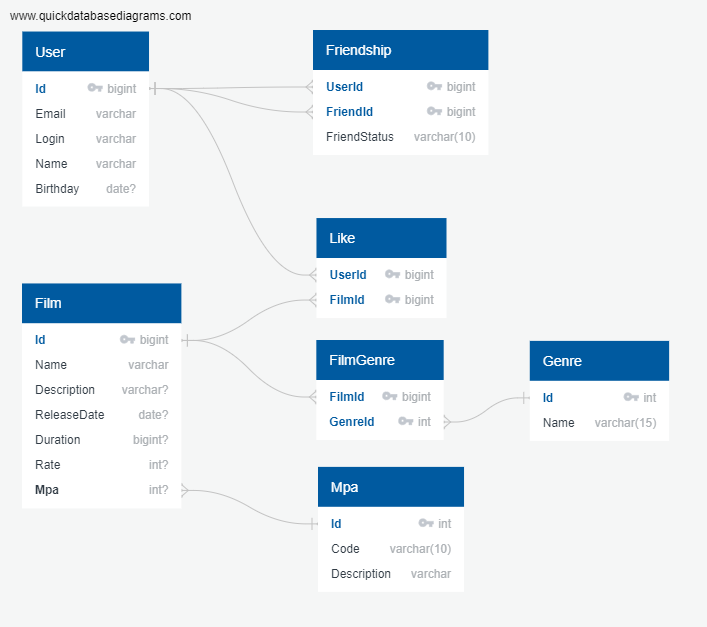 www.quickdatabasediagrams.com
User
Id bigint
Email varchar
Login varchar
Name varchar
Birthday date?
Friendship
UserId bigint
FriendId bigint
FriendStatus varchar(10)
Like
UserId bigint
FilmId bigint
Film
Id bigint
Name varchar
Description varchar?
ReleaseDate date?
Duration bigint?
Rate int?
Mpa int?
FilmGenre
FilmId bigint
GenreId int
Genre
Id int
Name varchar(15)
Mpa
Id int
Code varchar(10)
Description varchar